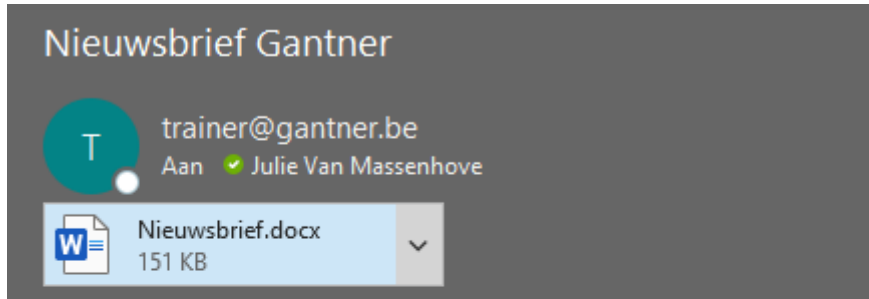 Nieuwsbrief Gantner
T
trainer@gantner.be
Aan Julie Van Massenhove
W
Nieuwsbrief.docx
151 KB